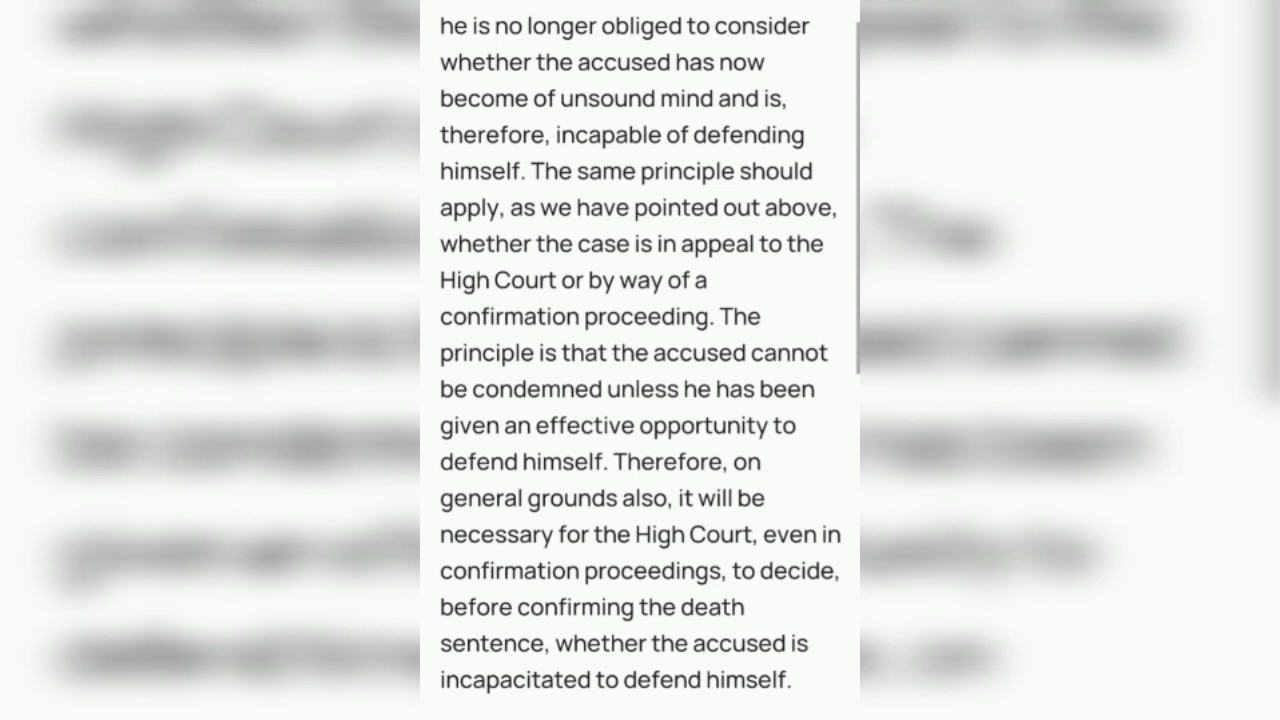 he is no longer obliged to consider
whether the accused has now
become of unsound mind and is,
therefore, incapable of defending
himself. The same principle should
apply, as we have pointed out above,
whether the case is in appeal to the
High Court or by way of a
confirmation proceeding. The
principle is that the accused cannot
be condemned unless he has been
given an effective opportunity to
defend himself. Therefore, on
general grounds also, it will be
necessary for the High Court, even in
confirmation proceedings, to decide,
before confirming the death
sentence, whether the accused is
incapacitated to defend himself.